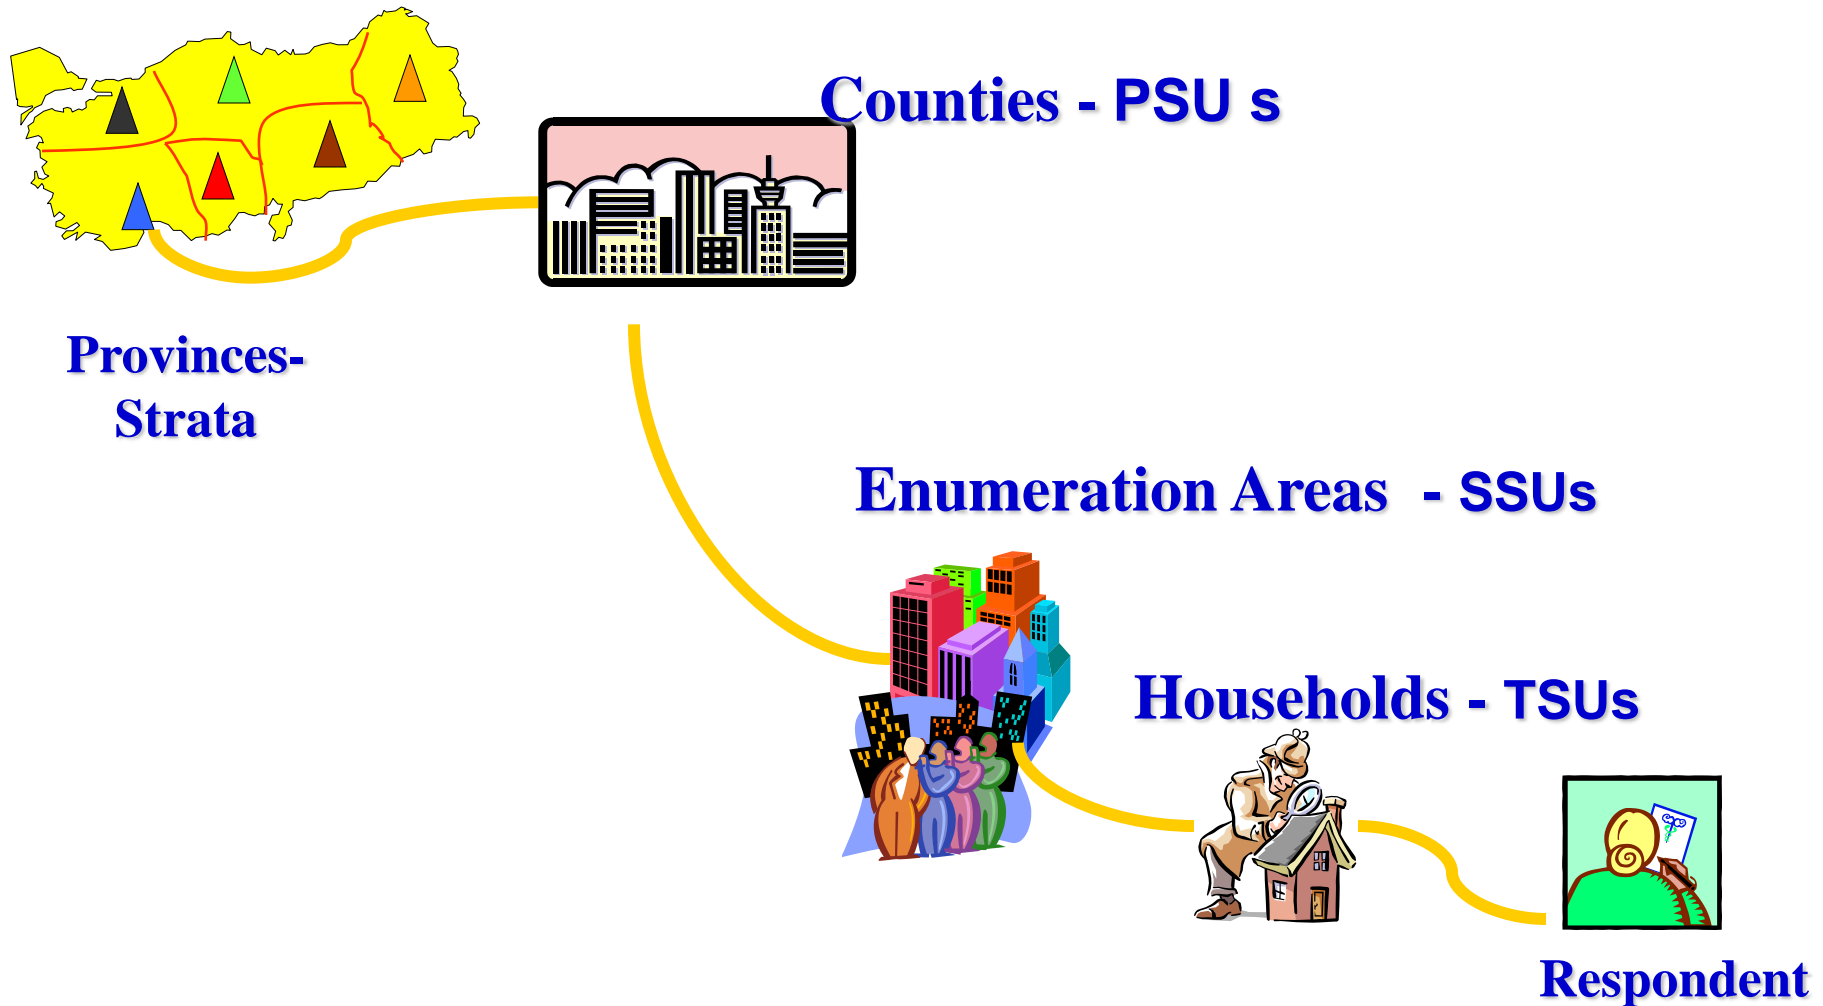 Counties - PSU s
Provinces-
Strata
Enumeration Areas - SSUs
Households - TSUs
Respondent